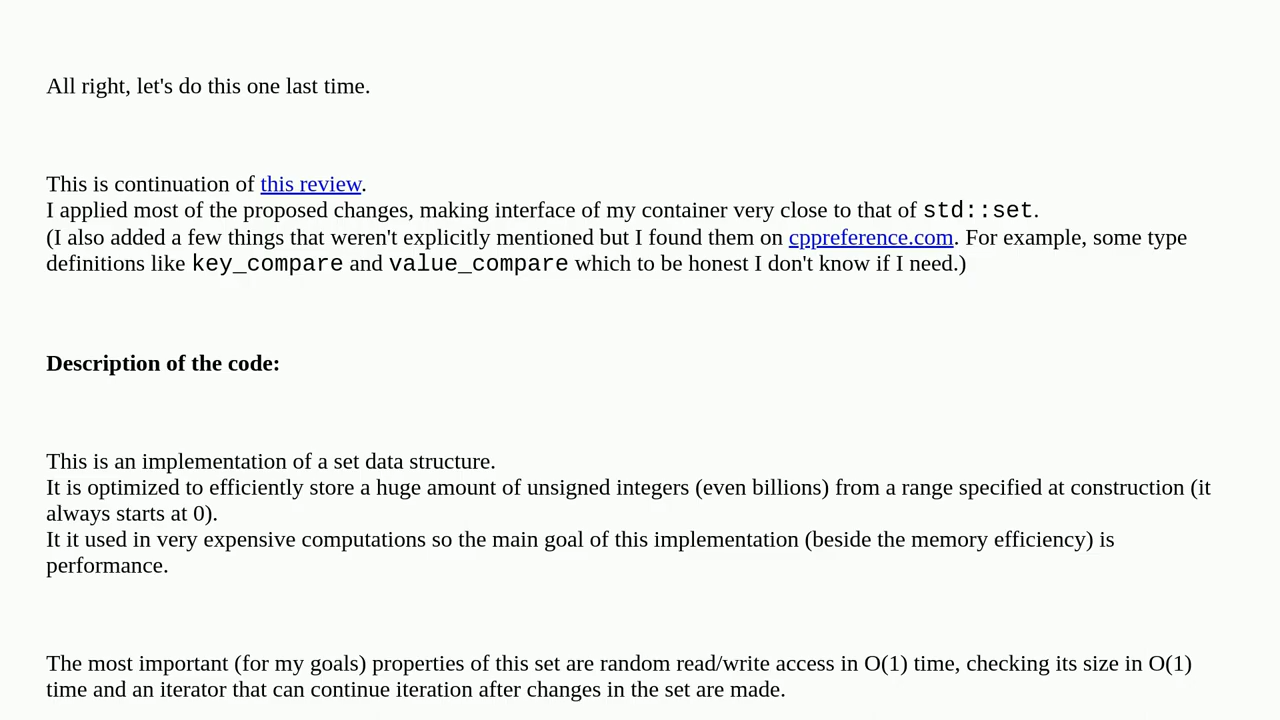 All right, let's do this one last time.
This is continuation of this review.
I applied most of the proposed changes, making interface of my container very close to that of std::set.
(I also added a few things that weren't explicitly mentioned but I found them on cppreference.com. For example, some type
definitions like key_compare and value_compare which to be honest I don't know if I need.)
Description of the code:
This is an implementation of a set data structure.
It is optimized to efficiently store a huge amount of unsigned integers (even billions) from a range specified at construction (it
always starts at 0).
It it used in very expensive computations so the main goal of this implementation (beside the memory efficiency) is
performance.
The most important (for my goals) properties of this set are random read/write access in O(1) time, checking its size in O(1)
time and an iterator that can continue iteration after changes in the set are made.